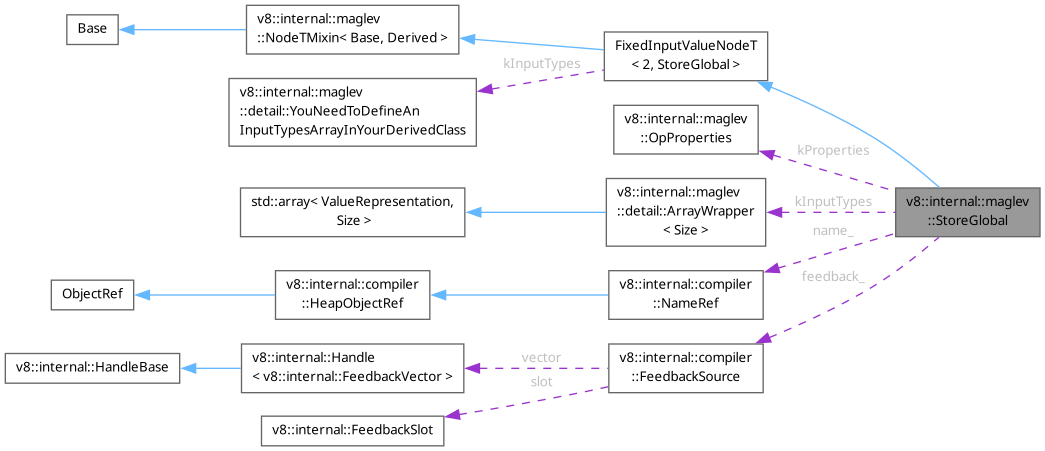 Base
v8::internal::maglev
::NodeTMixin< Base, Derived >
FixedInputValueNodeT
< 2, StoreGlobal >
kInputTypes
v8::internal::maglev
::detail::YouNeedToDefineAn
InputTypesArrayInYourDerivedClass
v8::internal::maglev
::OpProperties
kProperties
std::array< ValueRepresentation,
Size >
v8::internal::maglev
::detail::ArrayWrapper
< Size >
kInputTypes
v8::internal::maglev
::StoreGlobal
name_
ObjectRef
v8::internal::compiler
::HeapObjectRef
v8::internal::compiler
::NameRef
feedback_
v8::internal::HandleBase
v8::internal::Handle
< v8::internal::FeedbackVector >
vector
slot
v8::internal::compiler
::FeedbackSource
v8::internal::FeedbackSlot